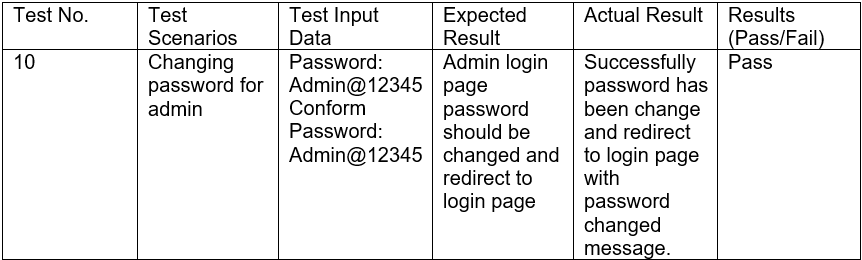 Test No.
Test
Scenarios
Test Input
Data
Expected
Result
Actual Result
Results
(Pass/Fail)
10
Changing
password for
admin
Password:
Admin@12345
Conform
Password:
Admin@12345
Admin login
page
password
should be
changed and
redirect to
login page
Successfully
password has
been change
and redirect
to login page
with
password
changed
message.
Pass